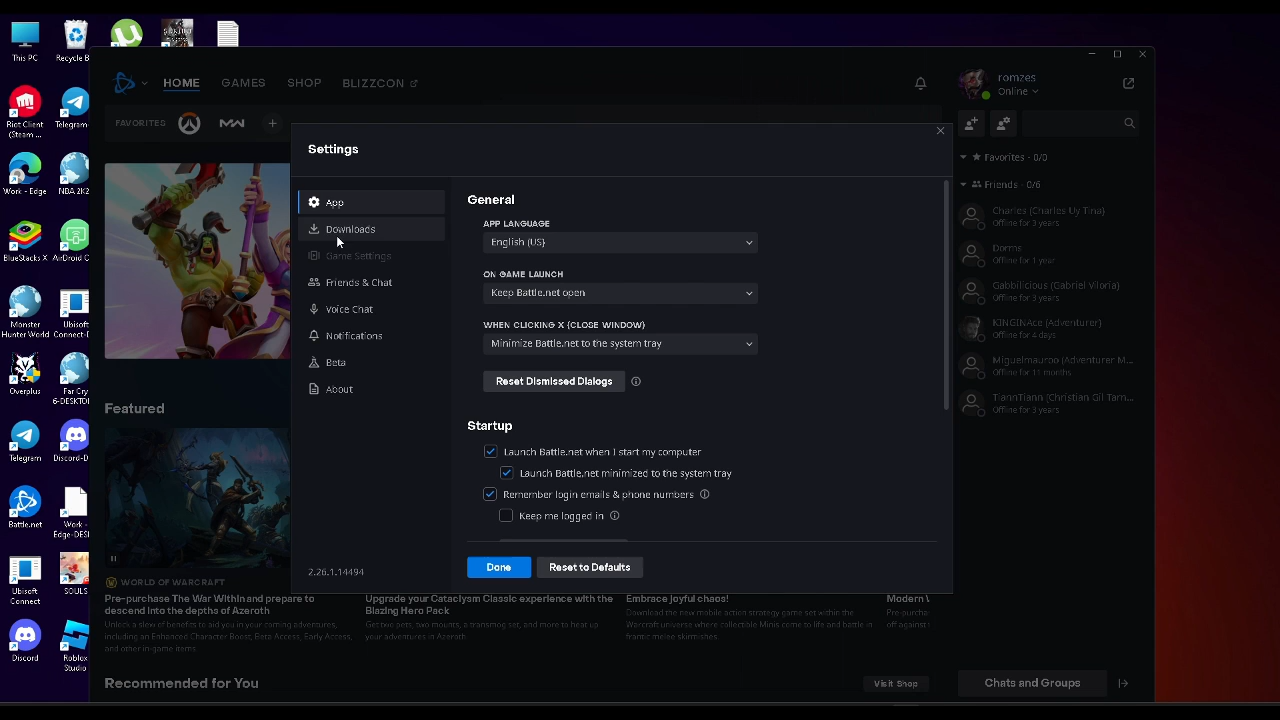 This PC
Recycle B
Riot Client
(Steam ...
Telegram
Work - Edge
NBA 2K2
BlueStacks X
Android C
Monster
Hunter World
Ubisoft
Connect
Overplus
Far Cry
6-DESKTOP
Telegram
Discord-D
Battle.net
Work -
Edge-DES
Ubisoft
Connect
SOULS
Discord
Roblox
Studio
HOME
GAMES
SHOP
BLIZZCON
FAVORITES
romzes
Online
Favorites - 0/0
Friends - 0/6
Charles (Charles Uy Tina)
Offline for 3 years
Dorms
Offline for 1 year
Gabbilicious (Gabriel Viloria)
Offline for 3 years
KINGINAce (Adventurer)
Offline for 4 days
Miguelmauroo (Adventurer M...
Offline for 11 months
TiannTiann (Christian Gil Tarn...
Offline for 3 years
Chats and Groups
Settings
App
Downloads
Game Settings
Friends & Chat
Voice Chat
Notifications
Beta
About
2.26.1.14494
General
APP LANGUAGE
English (US)
ON GAME LAUNCH
Keep Battle.net open
WHEN CLICKING X (CLOSE WINDOW)
Minimize Battle.net to the system tray
Reset Dismissed Dialogs
Startup
Launch Battle.net when I start my computer
Launch Battle.net minimized to the system tray
Remember login emails & phone numbers
Keep me logged in
Done
Reset to Defaults
Featured
WORLD OF WARCRAFT
Pre-purchase The War Within and prepare to
descend into the depths of Azeroth
Unlock a slew of benefits to aid you in your coming adventures,
including an Enhanced Character Boost, Beta Access, Early Access,
and other in-game items.
Upgrade your Cataclysm Classic experience with the
Blazing Hero Pack
Get two pets, two mounts, a transmog set, and more to heat up
your adventures in Azeroth.
Embrace joyful chaos!
Download the new mobile action strategy game set within the
Warcraft universe where collectible Minis come to life and battle in
frantic melee skirmishes.
Modern
Pre-purcha
off against
Recommended for You
Visit Shop